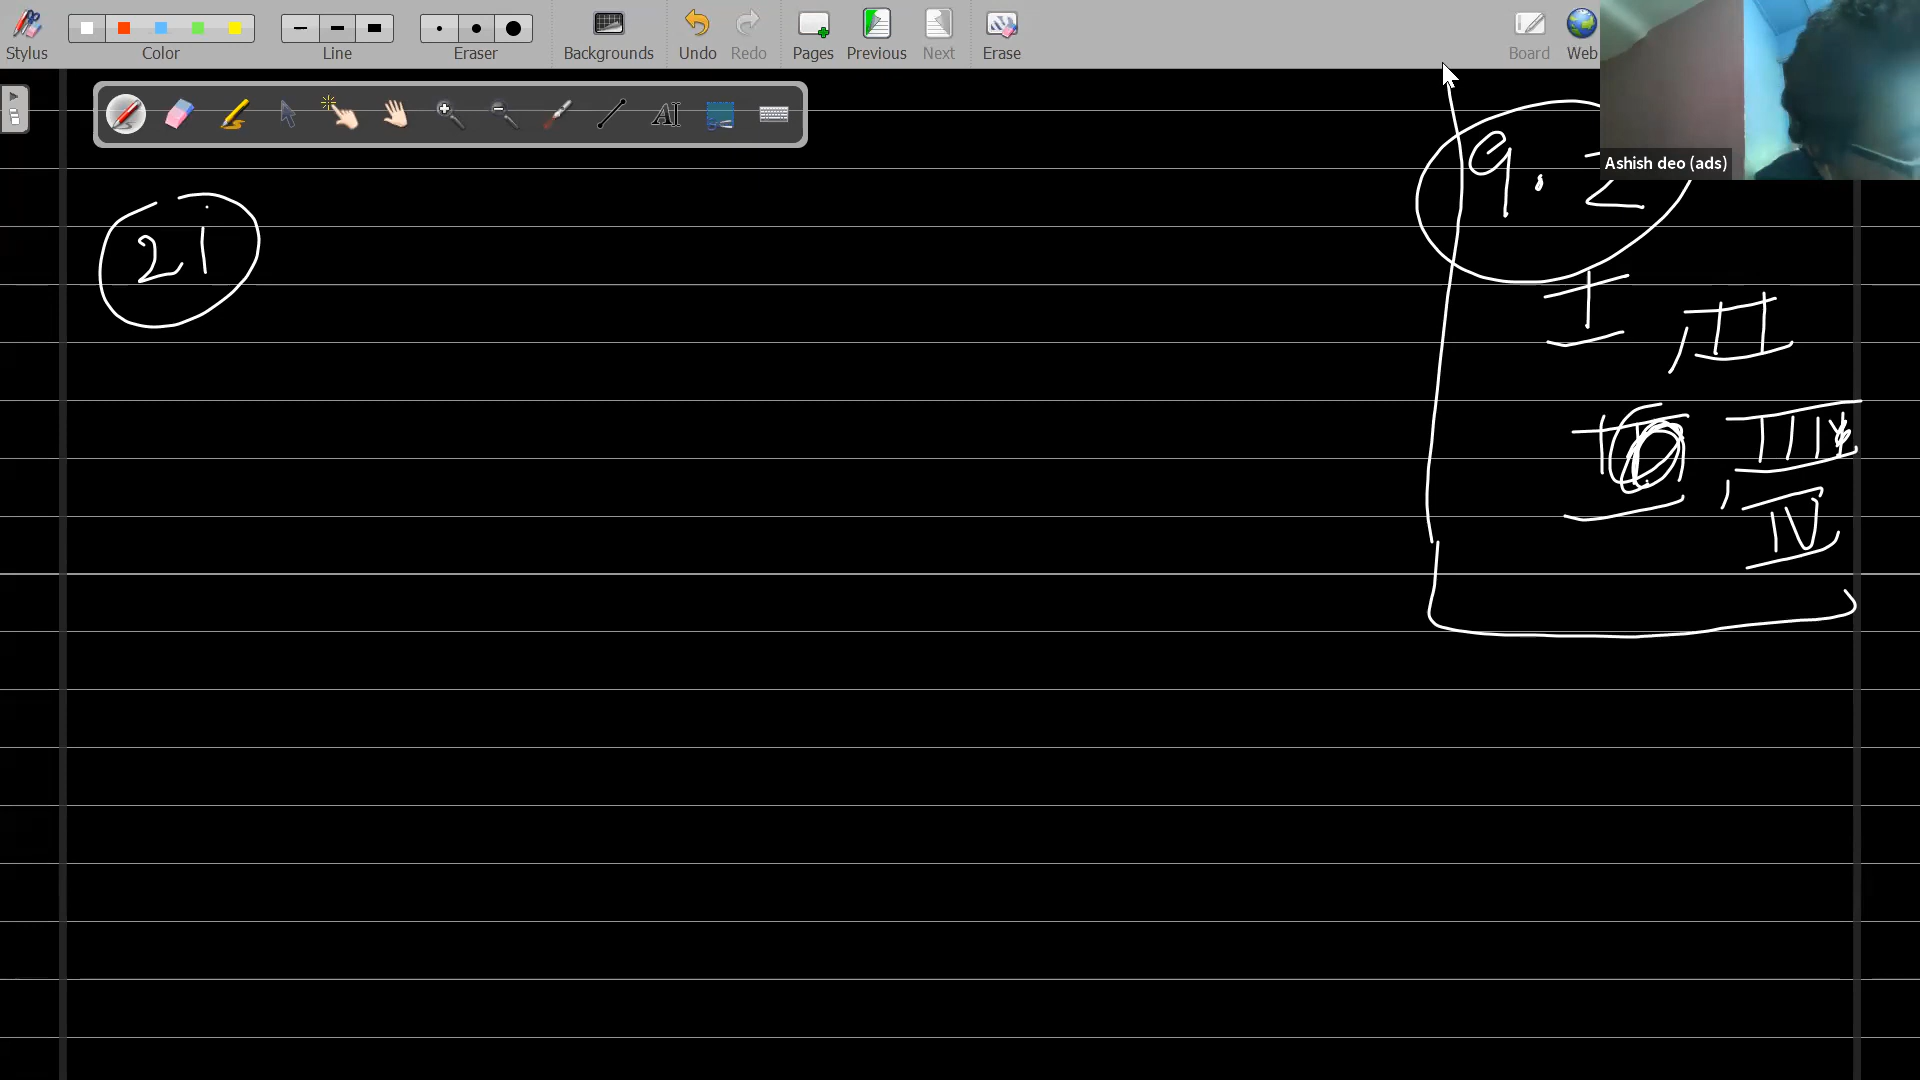 Stylus Color Line Eraser Backgrounds Undo Redo Pages Previous Next Erase Board Web
Ashish deo (ads)
9. 2
21
I , II
III
, IV